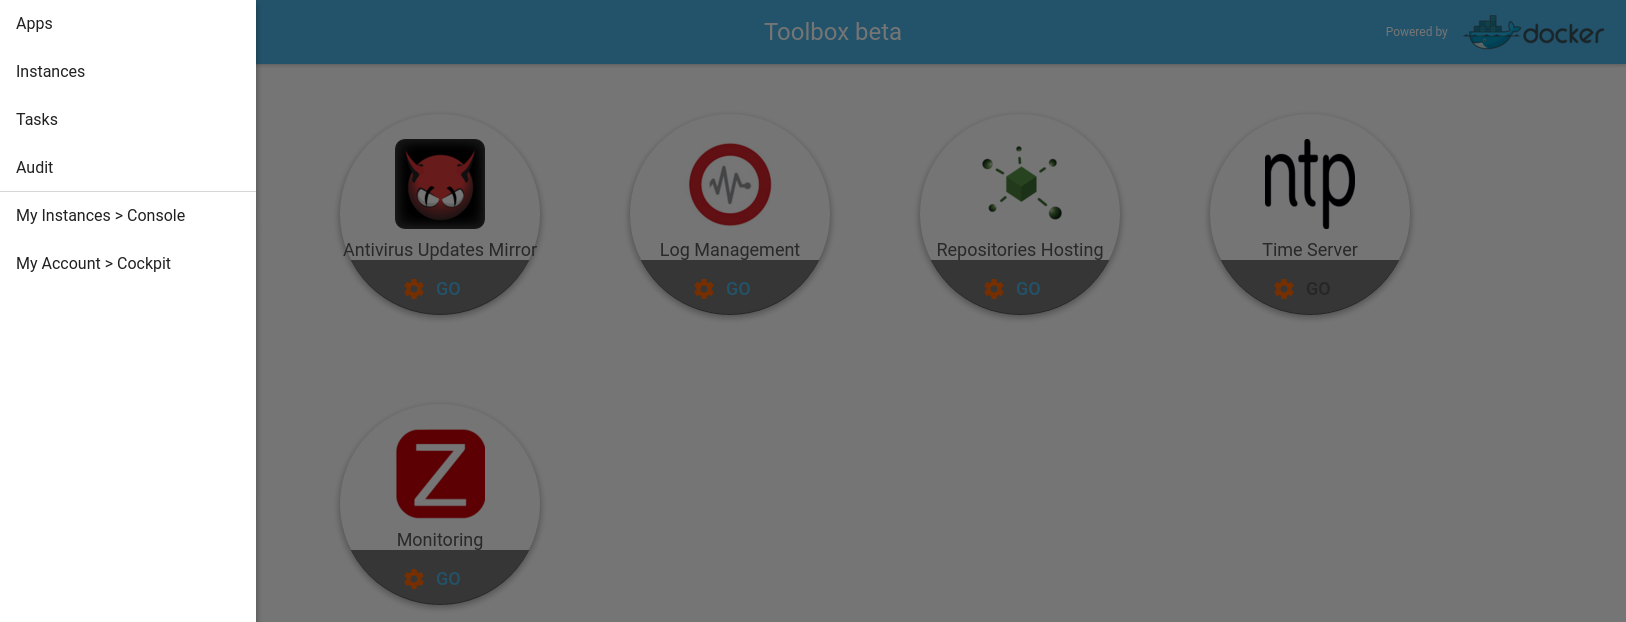 Apps
Instances
Tasks
Audit
My Instances > Console
My Account > Cockpit
Toolbox beta
Powered by
docker
ntp
Antivirus Updates Mirror
Log Management
Repositories Hosting
Time Server
GO
GO
GO
GO
Z
Monitoring
GO